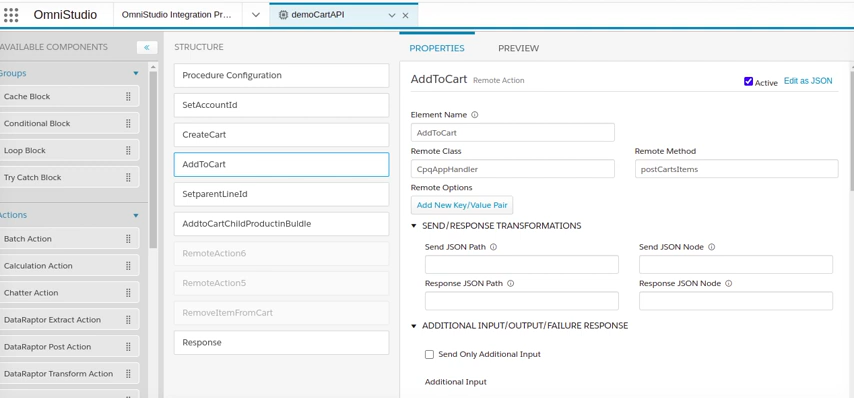 OmniStudio
OmniStudio Integration Pr...
demoCartAPI
AVAILABLE COMPONENTS
Groups
Cache Block
Conditional Block
Loop Block
Try Catch Block
Actions
Batch Action
Calculation Action
Chatter Action
DataRaptor Extract Action
DataRaptor Post Action
DataRaptor Transform Action
STRUCTURE
Procedure Configuration
SetAccountId
CreateCart
AddToCart
SetparentLineId
AddtoCartChildProductinBuldle
RemoteAction6
RemoteAction5
RemoveItemFromCart
Response
PROPERTIES PREVIEW
AddToCart Remote Action
Active Edit as JSON
Element Name
AddToCart
Remote Class Remote Method
CpqAppHandler postCartsItems
Remote Options
Add New Key/Value Pair
SEND/RESPONSE TRANSFORMATIONS
Send JSON Path Send JSON Node
Response JSON Path Response JSON Node
ADDITIONAL INPUT/OUTPUT/FAILURE RESPONSE
Send Only Additional Input
Additional Input